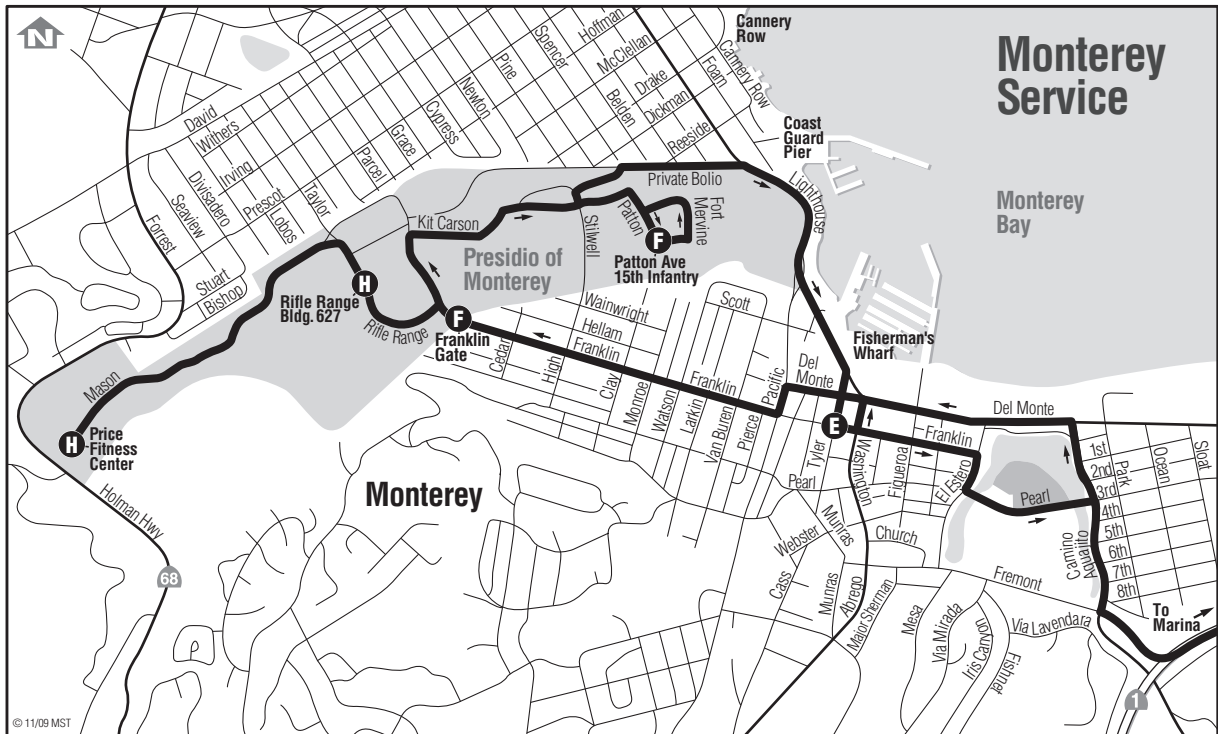 N
Monterey
Service
Cannery
Row
Hoffman
Spencer
McClellan
Pine
Drake
Foam
Cannery Row
Newton
Belden
Dickman
Cypress
Reeside
Coast
Guard
Pier
David
Withers
Grace
Irving
Parcel
Private Bolio
Lighthouse
Monterey
Bay
Divisadero
Prescot
Taylor
Seaview
Lobos
Forrest
Kit Carson
Stilwell
Patton
Fort
Mervine
F
Patton Ave
15th Infantry
Presidio of
Monterey
Stuart
Bishop
H
Rifle Range
Bldg. 627
Rifle Range
F
Franklin
Gate
Wainwright
Hellam
Franklin
Scott
Fisherman's
Wharf
Cedar
High
Clay
Monroe
Watson
Larkin
Van Buren
Pierce
Franklin
Pacific
Del
Monte
Del Monte
Mason
H
Price
Fitness
Center
E
Tyler
Washington
Franklin
Figueroa
El Estero
Pearl
Pearl
1st
2nd
3rd
4th
5th
6th
7th
8th
Park
Ocean
Sloat
Holman Hwy
68
Monterey
Munras
Webster
Church
Cass
Munras
Abrego
Major Sherman
Mesa
Fremont
Camino
Aguajito
Via Mirada
Iris Canyon
Fishnet
Via Lavendara
To
Marina
1
© 11/09 MST